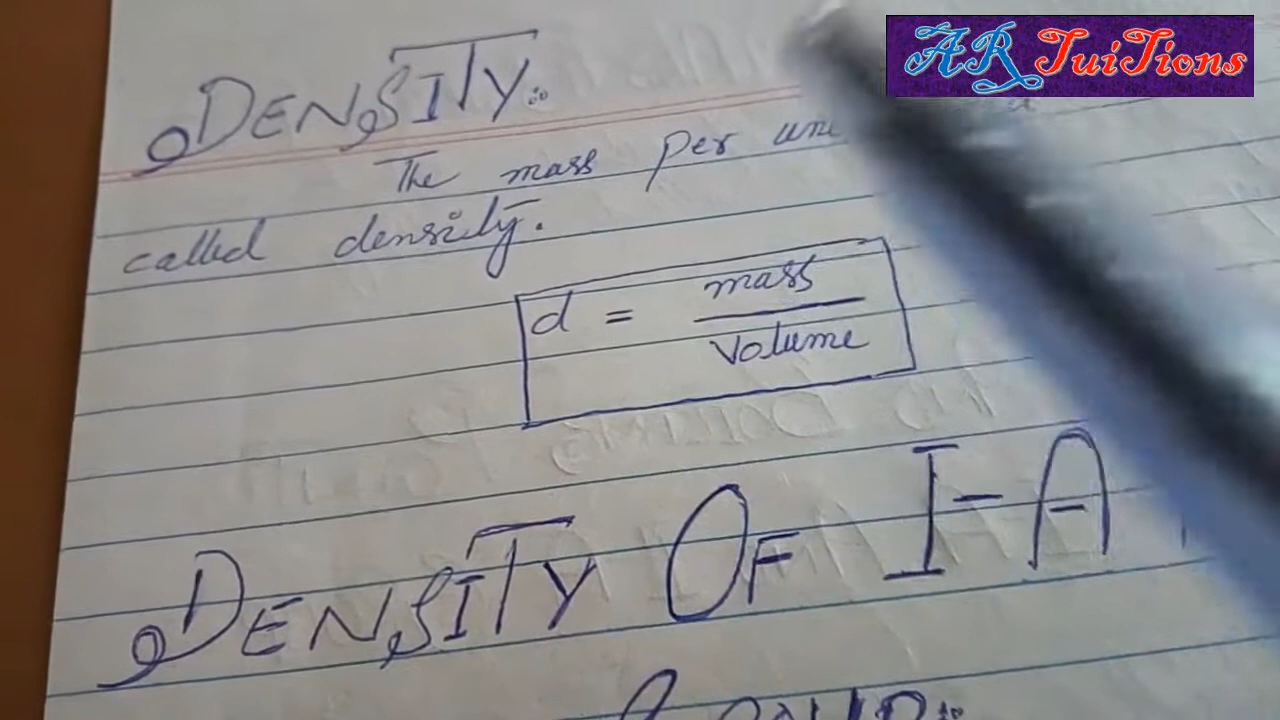 AR TuiTions
DENSITY:
The mass per
called density.
d = mass
volume
DENSITY OF I-A